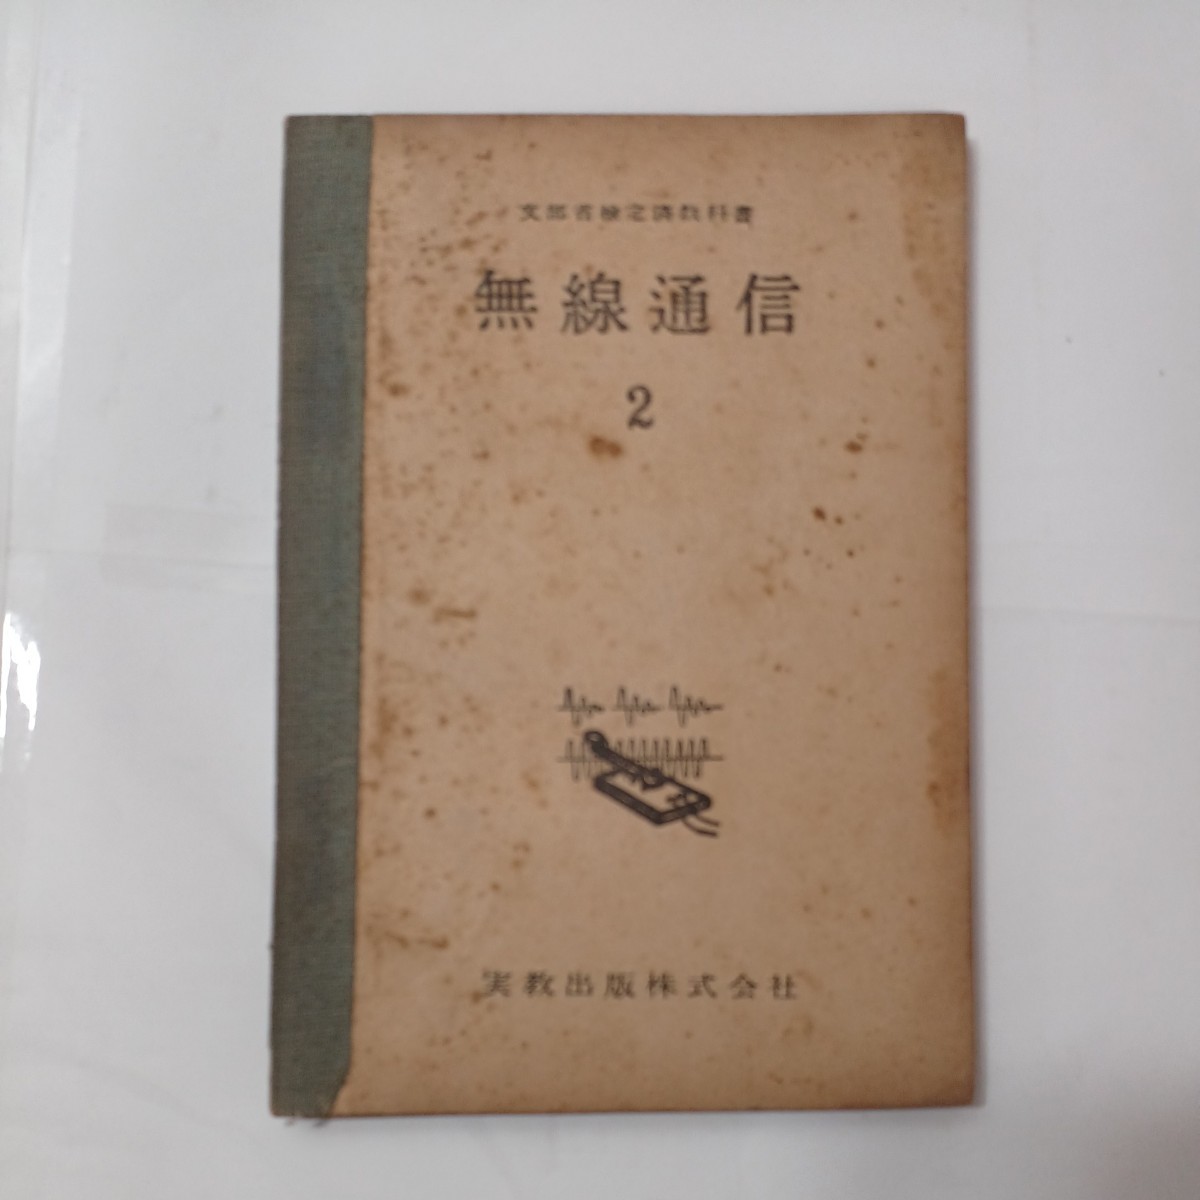 文部省検定済教科書
無線通信
2
実教出版株式会社